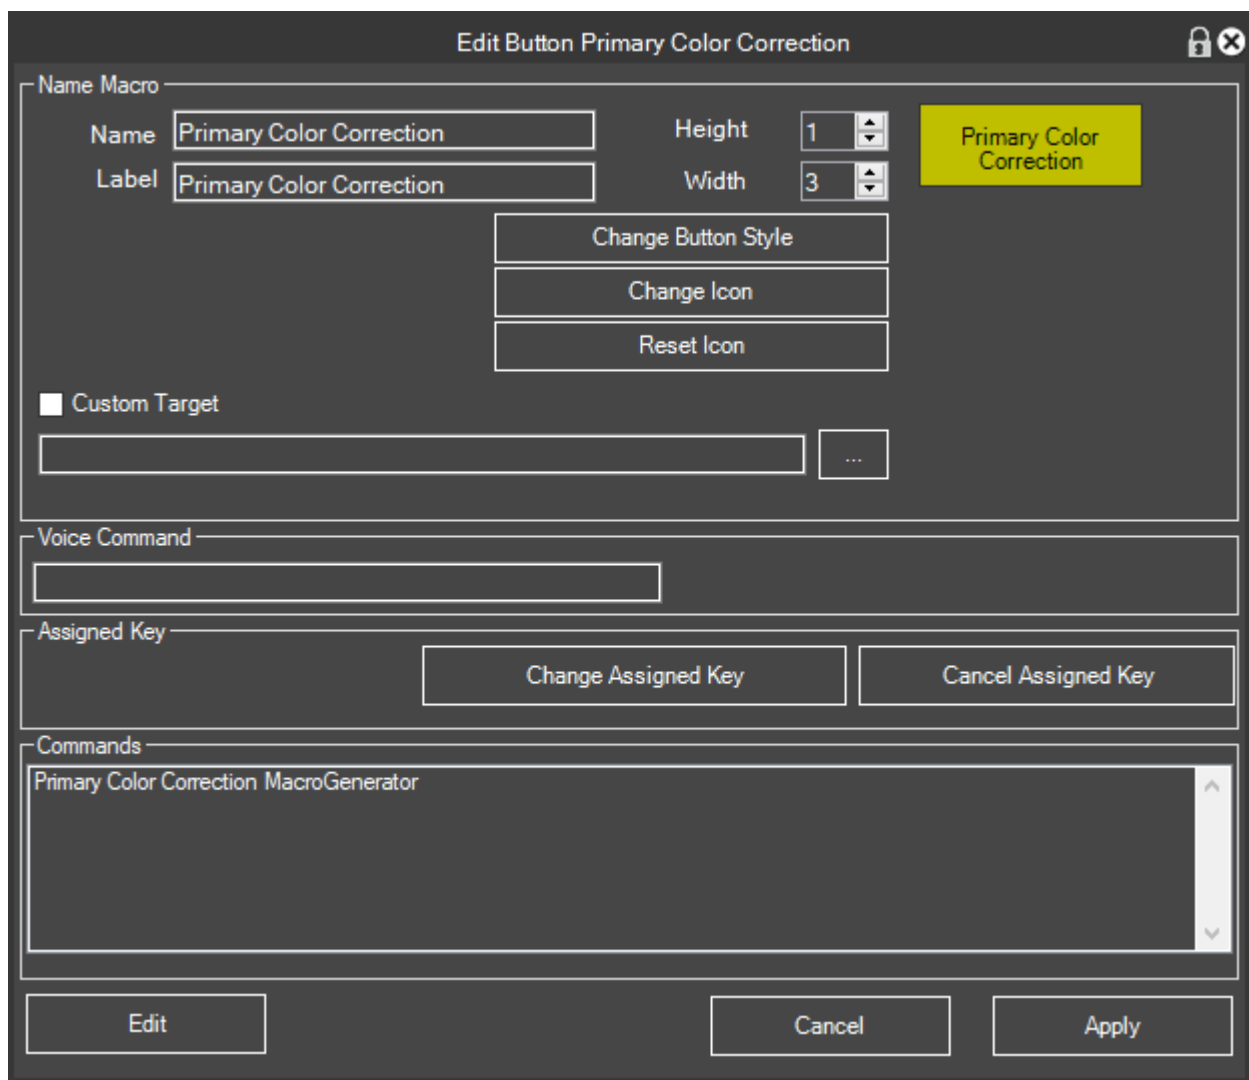 Edit Button Primary Color Correction
Name Macro
Name Primary Color Correction Height 1
Primary Color
Correction
Label Primary Color Correction Width 3
Change Button Style
Change Icon
Reset Icon
Custom Target
...
Voice Command
Assigned Key
Change Assigned Key Cancel Assigned Key
Commands
Primary Color Correction MacroGenerator
Edit Cancel Apply